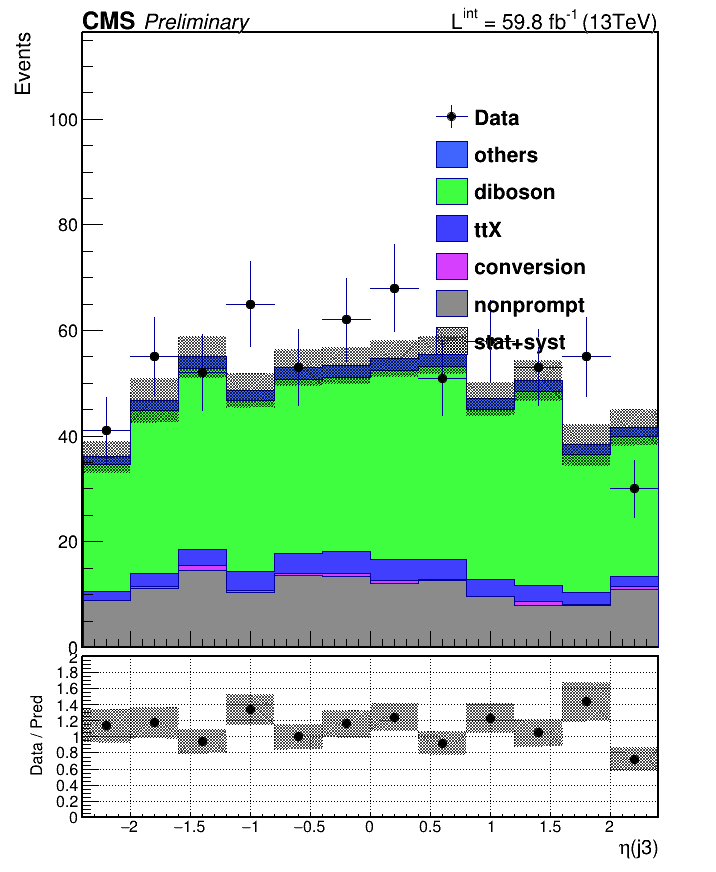 CMS Preliminary L^int = 59.8 fb^-1 (13TeV)
Events
100
80
60
40
20
0
Data
others
diboson
ttX
conversion
nonprompt
stat+syst
Data / Pred
2
1.8
1.6
1.4
1.2
1
0.8
0.6
0.4
0.2
0
−2 −1.5 −1 −0.5 0 0.5 1 1.5 2
η(j3)